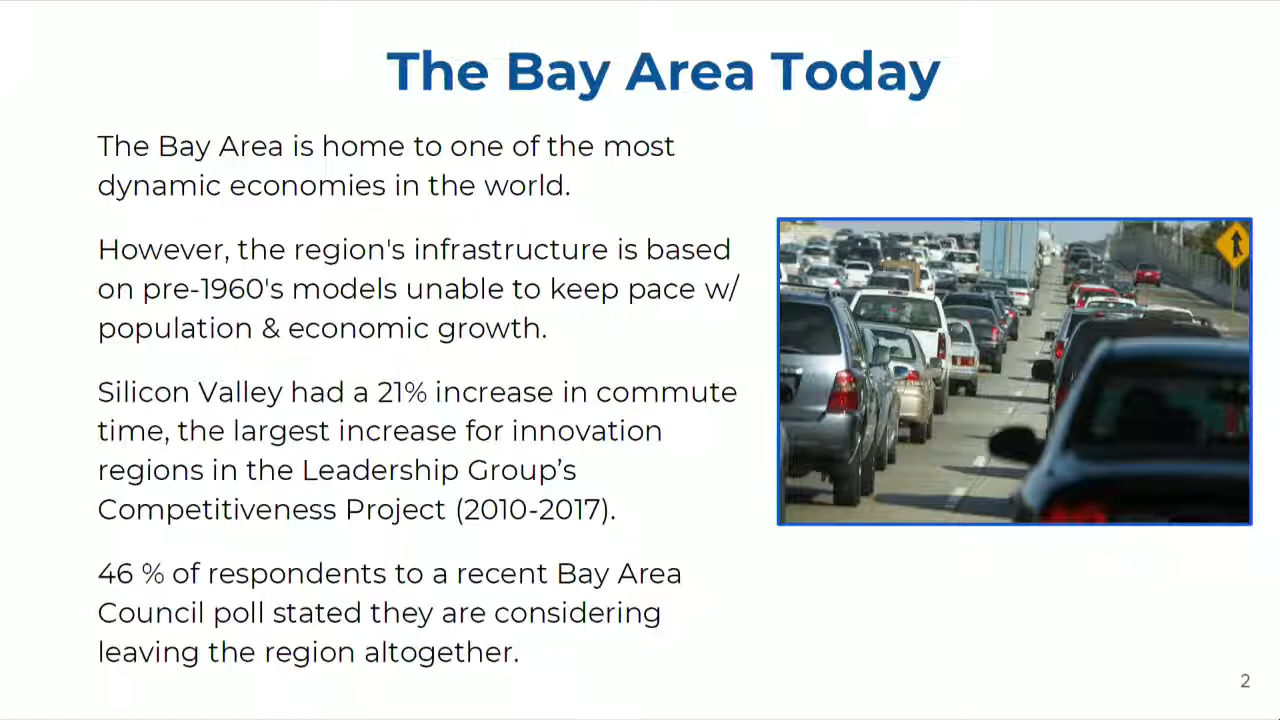 The Bay Area Today
The Bay Area is home to one of the most
dynamic economies in the world.
However, the region's infrastructure is based
on pre-1960's models unable to keep pace w/
population & economic growth.
Silicon Valley had a 21% increase in commute
time, the largest increase for innovation
regions in the Leadership Group’s
Competitiveness Project (2010-2017).
46 % of respondents to a recent Bay Area
Council poll stated they are considering
leaving the region altogether.
2